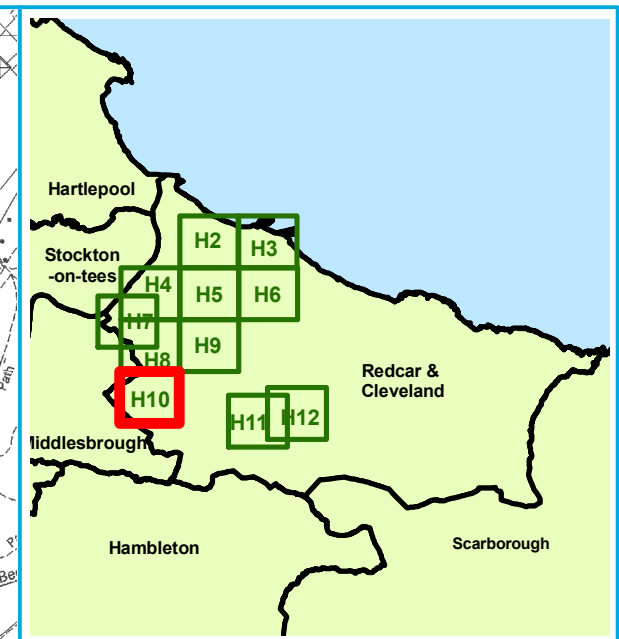 Hartlepool
Stockton
-on-tees
H2
H3
H4
H5
H6
H7
H8
H9
H10
H11
H12
Redcar &
Cleveland
Middlesbrough
Hambleton
Scarborough
Path